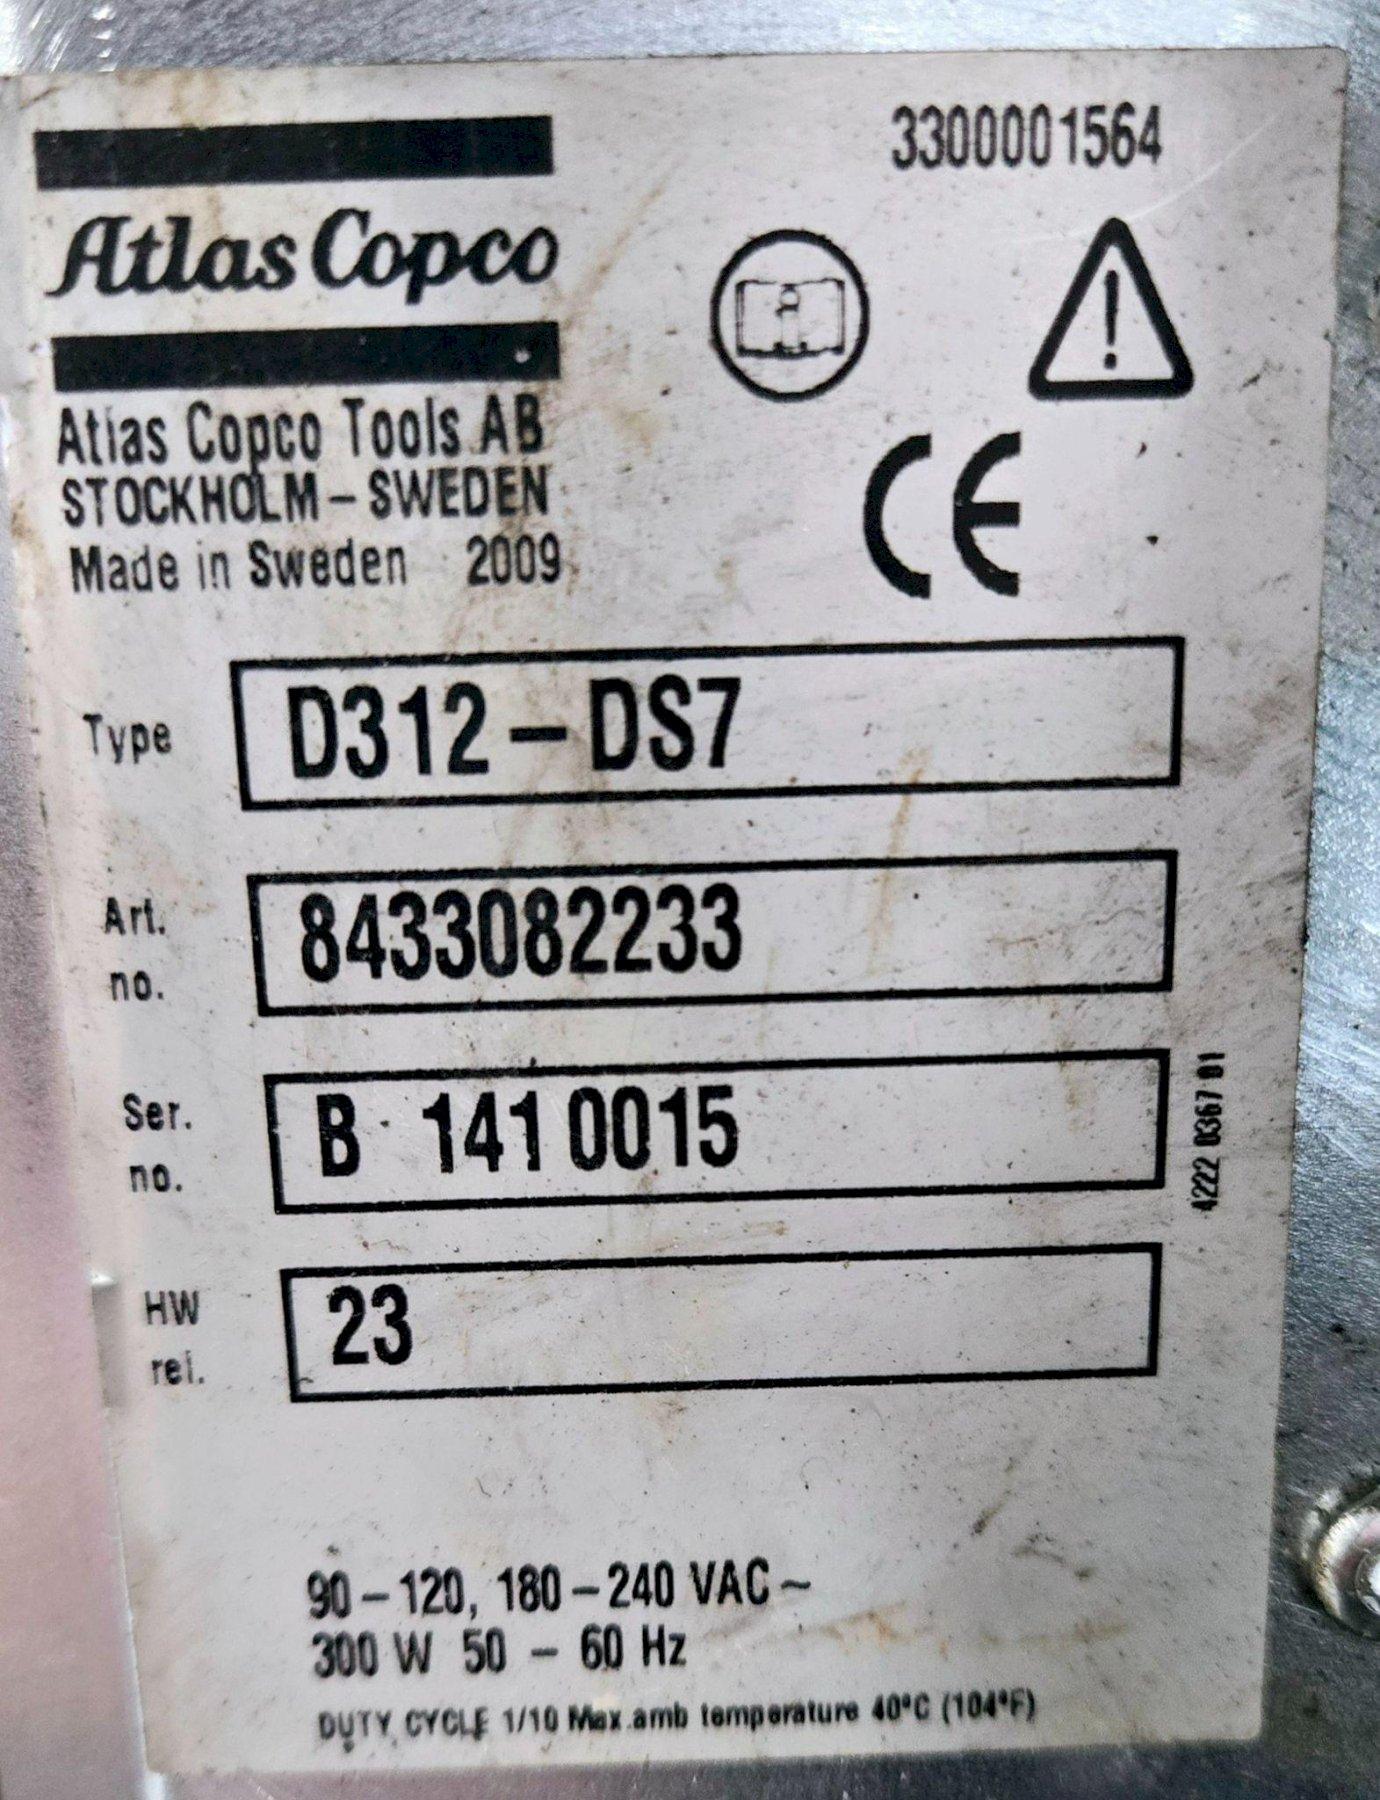 3300001564
Atlas Copco
Atlas Copco Tools AB
STOCKHOLM – SWEDEN
Made in Sweden 2009
CE
Type D312 – DS7
Art. no. 8433082233
Ser. no. B 1410015
4222 0367 01
HW rel. 23
90 – 120, 180 – 240 VAC ~
300 W 50 – 60 Hz
DUTY CYCLE 1/10 Max.amb temperature 40°C (104°F)